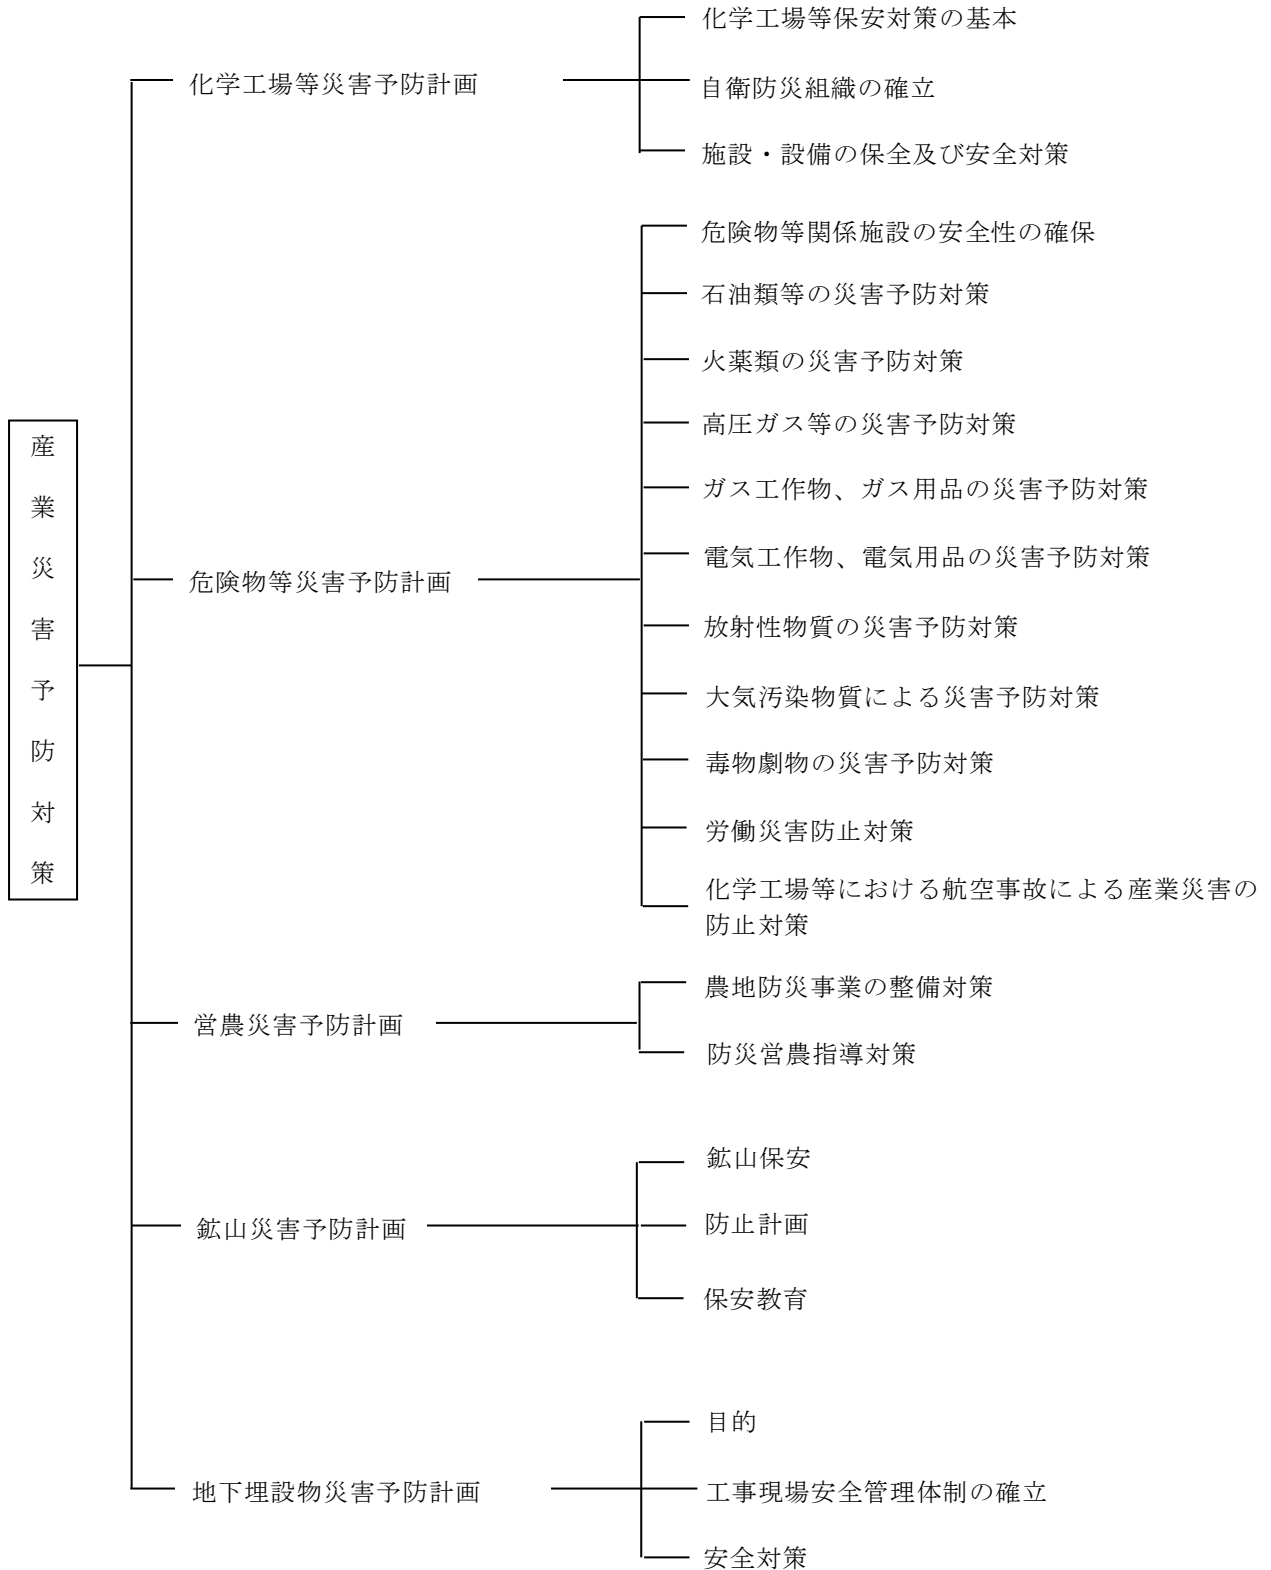 産業災害予防対策
化学工場等災害予防計画
化学工場等保安対策の基本
自衛防災組織の確立
施設・設備の保全及び安全対策
危険物等災害予防計画
危険物等関係施設の安全性の確保
石油類等の災害予防対策
火薬類の災害予防対策
高圧ガス等の災害予防対策
ガス工作物、ガス用品の災害予防対策
電気工作物、電気用品の災害予防対策
放射性物質の災害予防対策
大気汚染物質による災害予防対策
毒物劇物の災害予防対策
労働災害防止対策
化学工場等における航空事故による産業災害の
防止対策
営農災害予防計画
農地防災事業の整備対策
防災営農指導対策
鉱山災害予防計画
鉱山保安
防止計画
保安教育
地下埋設物災害予防計画
目的
工事現場安全管理体制の確立
安全対策